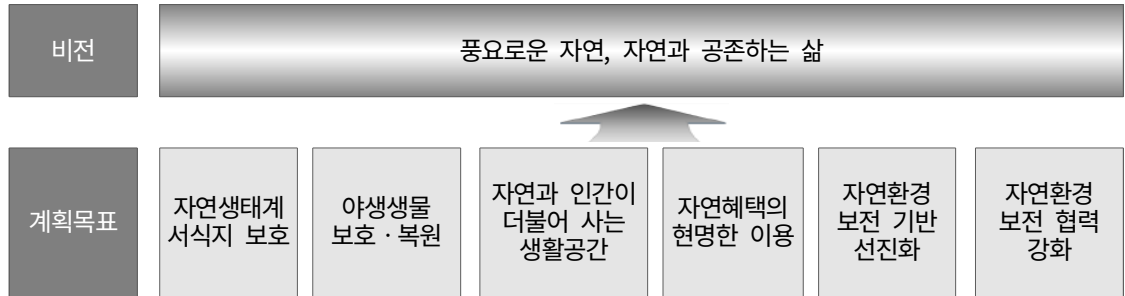 비전
풍요로운 자연, 자연과 공존하는 삶
계획목표
자연생태계
서식지 보호
야생생물
보호 · 복원
자연과 인간이
더불어 사는
생활공간
자연혜택의
현명한 이용
자연환경
보전 기반
선진화
자연환경
보전 협력
강화